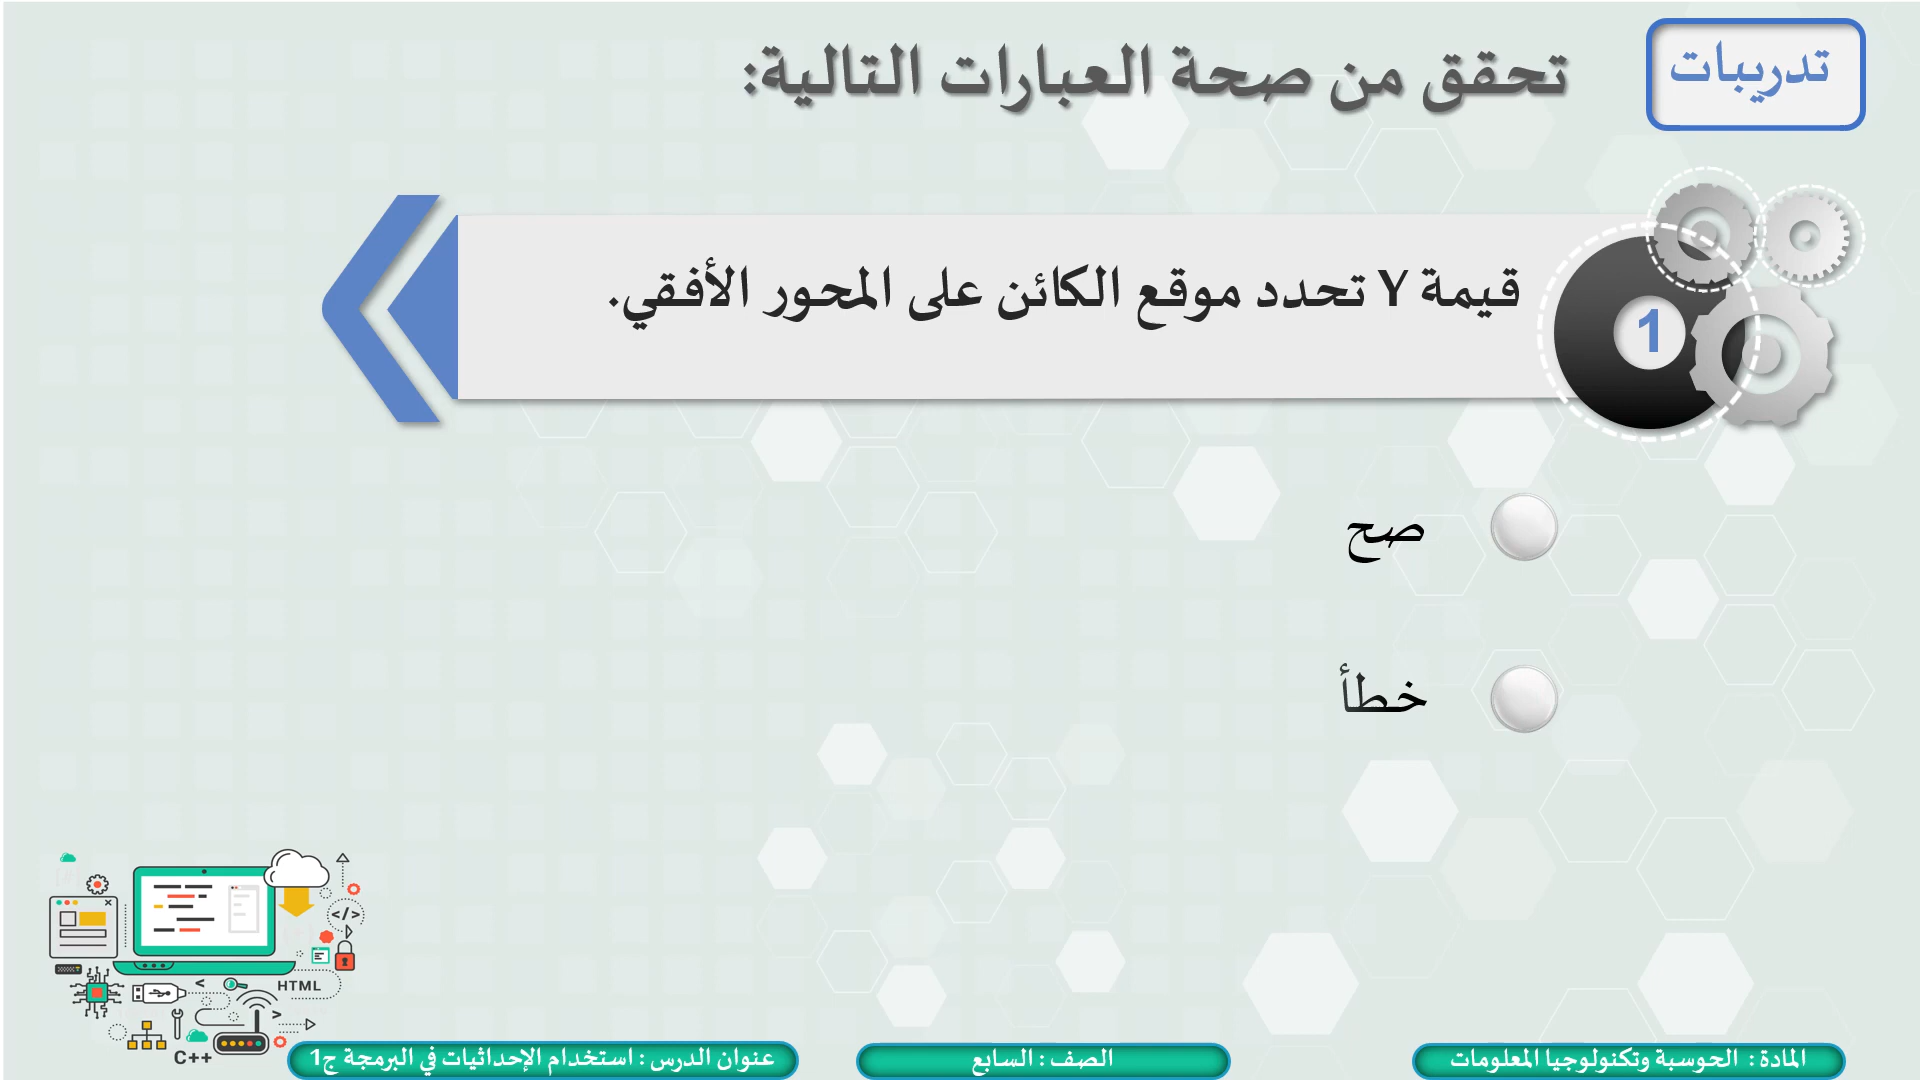 تدريبات
تحقق من صحة العبارات التالية:
1
قيمة Y تحدد موقع الكائن على المحور الأفقي.
صح
خطأ
</>
HTML
C++
المادة : الحوسبة وتكنولوجيا المعلومات
الصف : السابع
عنوان الدرس : استخدام الإحداثيات في البرمجة ج1